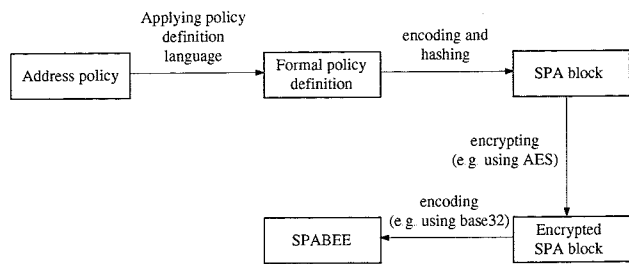 Applying policy
definition
language
encoding and
hashing
Address policy
Formal policy
definition
SPA block
encrypting
(e.g. using AES)
encoding
(e.g. using base32)
SPABEE
Encrypted
SPA block